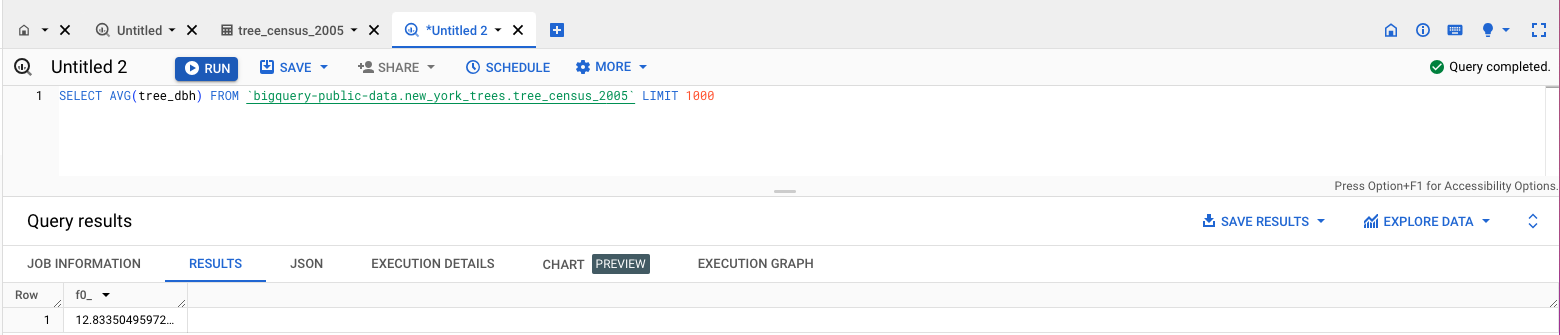 Untitled tree_census_2005 *Untitled 2
Untitled 2 RUN SAVE SHARE SCHEDULE MORE Query completed.
1 SELECT AVG(tree_dbh) FROM `bigquery-public-data.new_york_trees.tree_census_2005` LIMIT 1000
Press Option+F1 for Accessibility Options.
Query results SAVE RESULTS EXPLORE DATA
JOB INFORMATION RESULTS JSON EXECUTION DETAILS CHART PREVIEW EXECUTION GRAPH
Row f0_
1 12.83350495972...